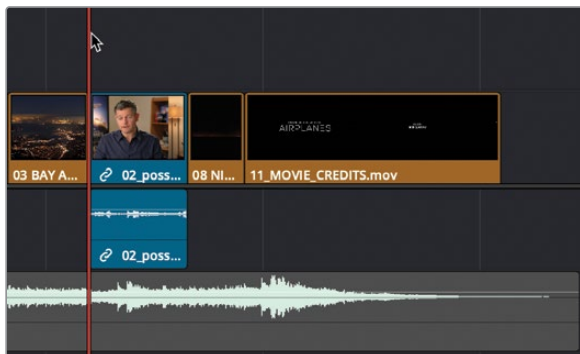 AIRPLANES
03 BAY A...
02_poss...
08 NI...
11_MOVIE_CREDITS.mov
02_poss...